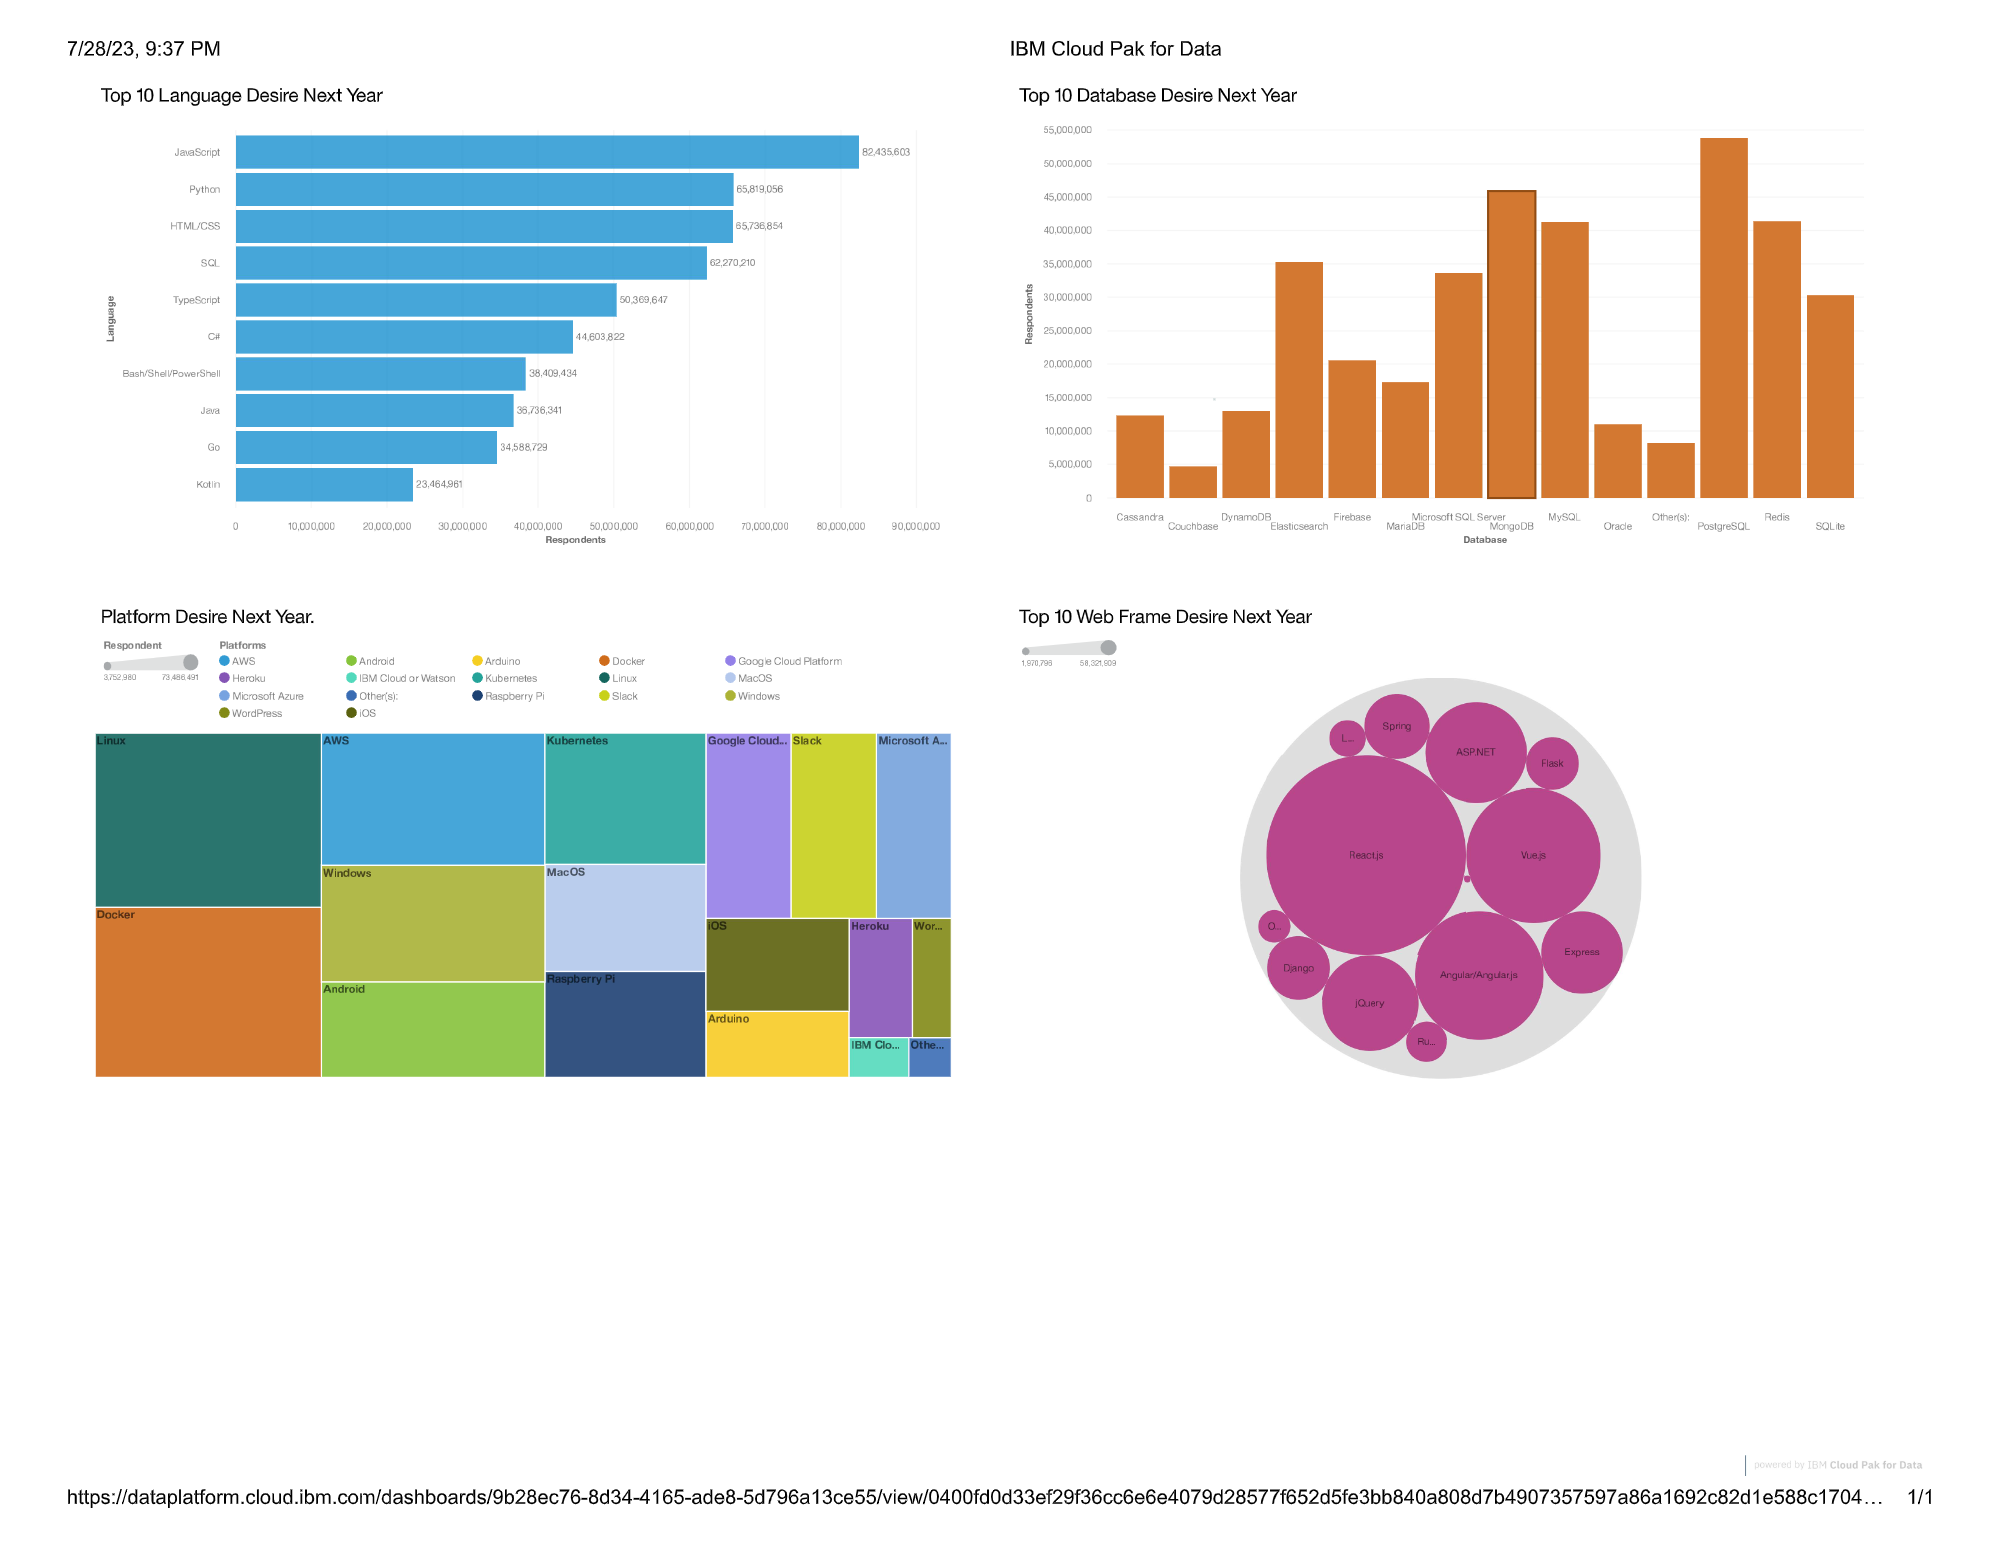 7/28/23, 9:37 PM
IBM Cloud Pak for Data
Top 10 Language Desire Next Year
Language
JavaScript 82,435,603
Python 65,819,056
HTML/CSS 65,736,854
SQL 62,270,210
TypeScript 50,369,647
C# 44,603,822
Bash/Shell/PowerShell 38,409,434
Java 36,736,341
Go 34,588,729
Kotlin 23,464,961
0 10,000,000 20,000,000 30,000,000 40,000,000 50,000,000 60,000,000 70,000,000 80,000,000 90,000,000
Respondents
Top 10 Database Desire Next Year
Respondents
55,000,000
50,000,000
45,000,000
40,000,000
35,000,000
30,000,000
25,000,000
20,000,000
15,000,000
10,000,000
5,000,000
0
Cassandra DynamoDB Firebase Microsoft SQL Server MySQL Other(s): Redis
Couchbase Elasticsearch MariaDB MongoDB Oracle PostgreSQL SQLite
Database
Platform Desire Next Year.
Respondent
3,752,980 73,486,491
Platforms
AWS Android Arduino Docker Google Cloud Platform
Heroku IBM Cloud or Watson Kubernetes Linux MacOS
Microsoft Azure Other(s): Raspberry Pi Slack Windows
WordPress iOS
Linux AWS Kubernetes Google Cloud... Slack Microsoft A...
Windows MacOS
Docker iOS Heroku Wor...
Android Raspberry Pi
Arduino
IBM Clo... Othe...
Top 10 Web Frame Desire Next Year
1,970,796 58,321,909
Spring
L...
ASP.NET
Flask
React.js
Vue.js
O...
Express
Django
Angular/Angular.js
jQuery
Ru...
powered by IBM Cloud Pak for Data
https://dataplatform.cloud.ibm.com/dashboards/9b28ec76-8d34-4165-ade8-5d796a13ce55/view/0400fd0d33ef29f36cc6e6e4079d28577f652d5fe3bb840a808d7b4907357597a86a1692c82d1e588c1704… 1/1